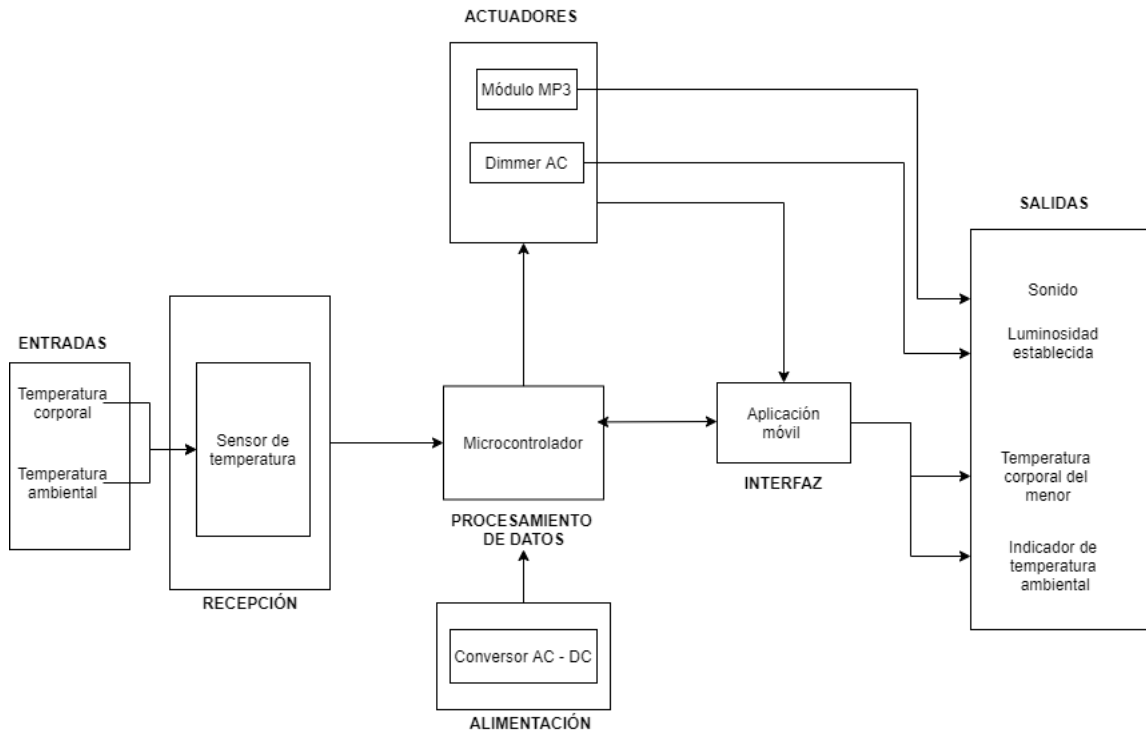 ACTUADORES
Módulo MP3
Dimmer AC
SALIDAS
Sonido
Luminosidad
establecida
Temperatura
corporal del
menor
Indicador de
temperatura
ambiental
ENTRADAS
Temperatura
corporal
Temperatura
ambiental
Sensor de
temperatura
RECEPCIÓN
Microcontrolador
PROCESAMIENTO
DE DATOS
Aplicación
móvil
INTERFAZ
Conversor AC - DC
ALIMENTACIÓN